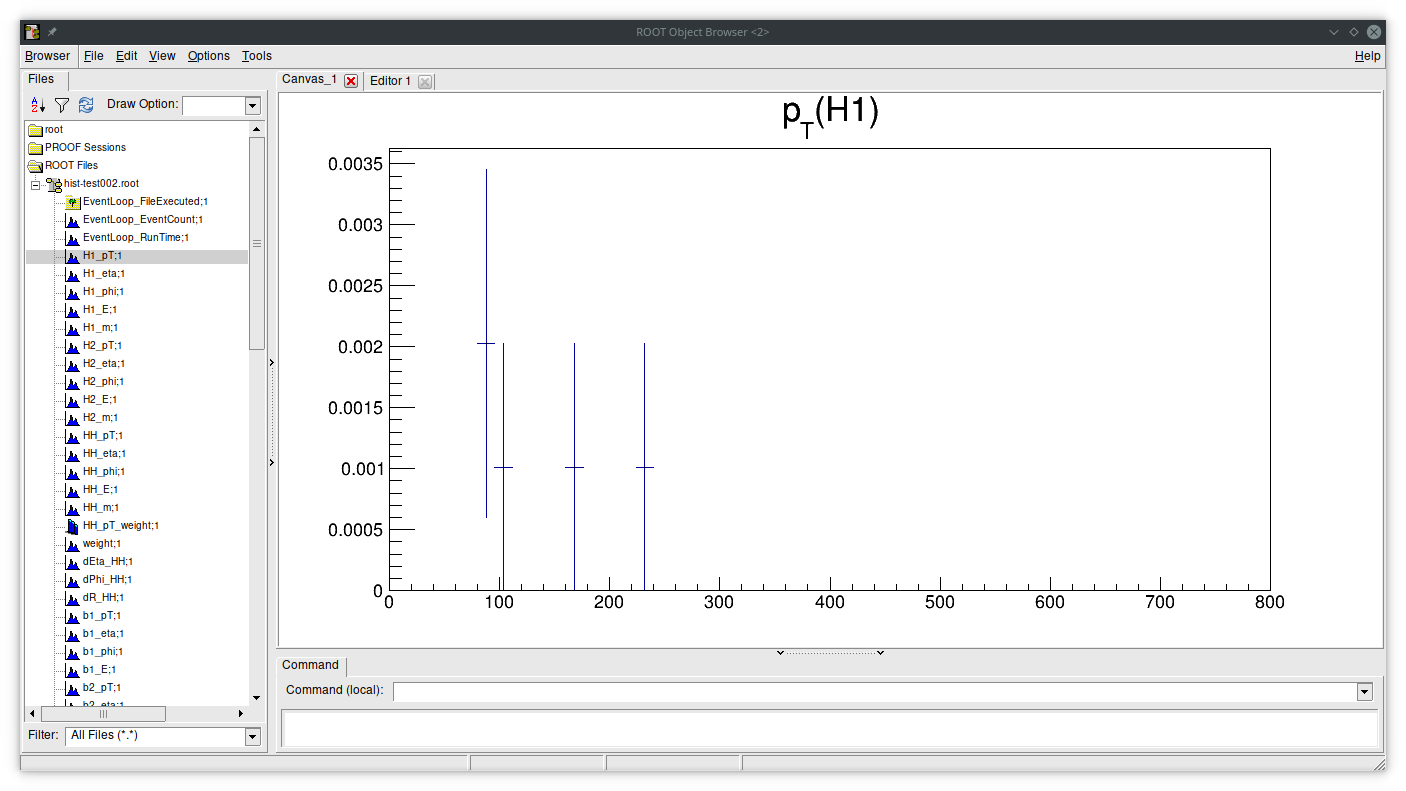 ROOT Object Browser <2>
Browser File Edit View Options Tools Help
Files
Draw Option:
root
PROOF Sessions
ROOT Files
hist-test002.root
EventLoop_FileExecuted;1
EventLoop_EventCount;1
EventLoop_RunTime;1
H1_pT;1
H1_eta;1
H1_phi;1
H1_E;1
H1_m;1
H2_pT;1
H2_eta;1
H2_phi;1
H2_E;1
H2_m;1
HH_pT;1
HH_eta;1
HH_phi;1
HH_E;1
HH_m;1
HH_pT_weight;1
weight;1
dEta_HH;1
dPhi_HH;1
dR_HH;1
b1_pT;1
b1_eta;1
b1_phi;1
b1_E;1
b2_pT;1
b2_eta;1
Filter: All Files (*.*)
Canvas_1 Editor 1
pT(H1)
0.0035
0.003
0.0025
0.002
0.0015
0.001
0.0005
0
0 100 200 300 400 500 600 700 800
Command
Command (local):